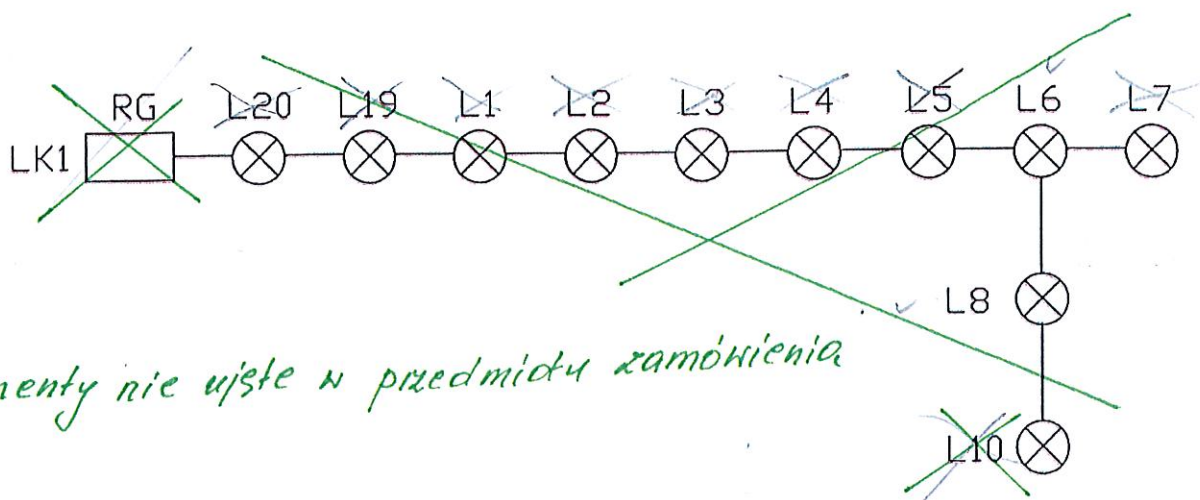 RG L20 L19 L1 L2 L3 L4 L5 L6 L7
LK1
L8
menty nie ujęte w przedmiotu zamówienia
L10